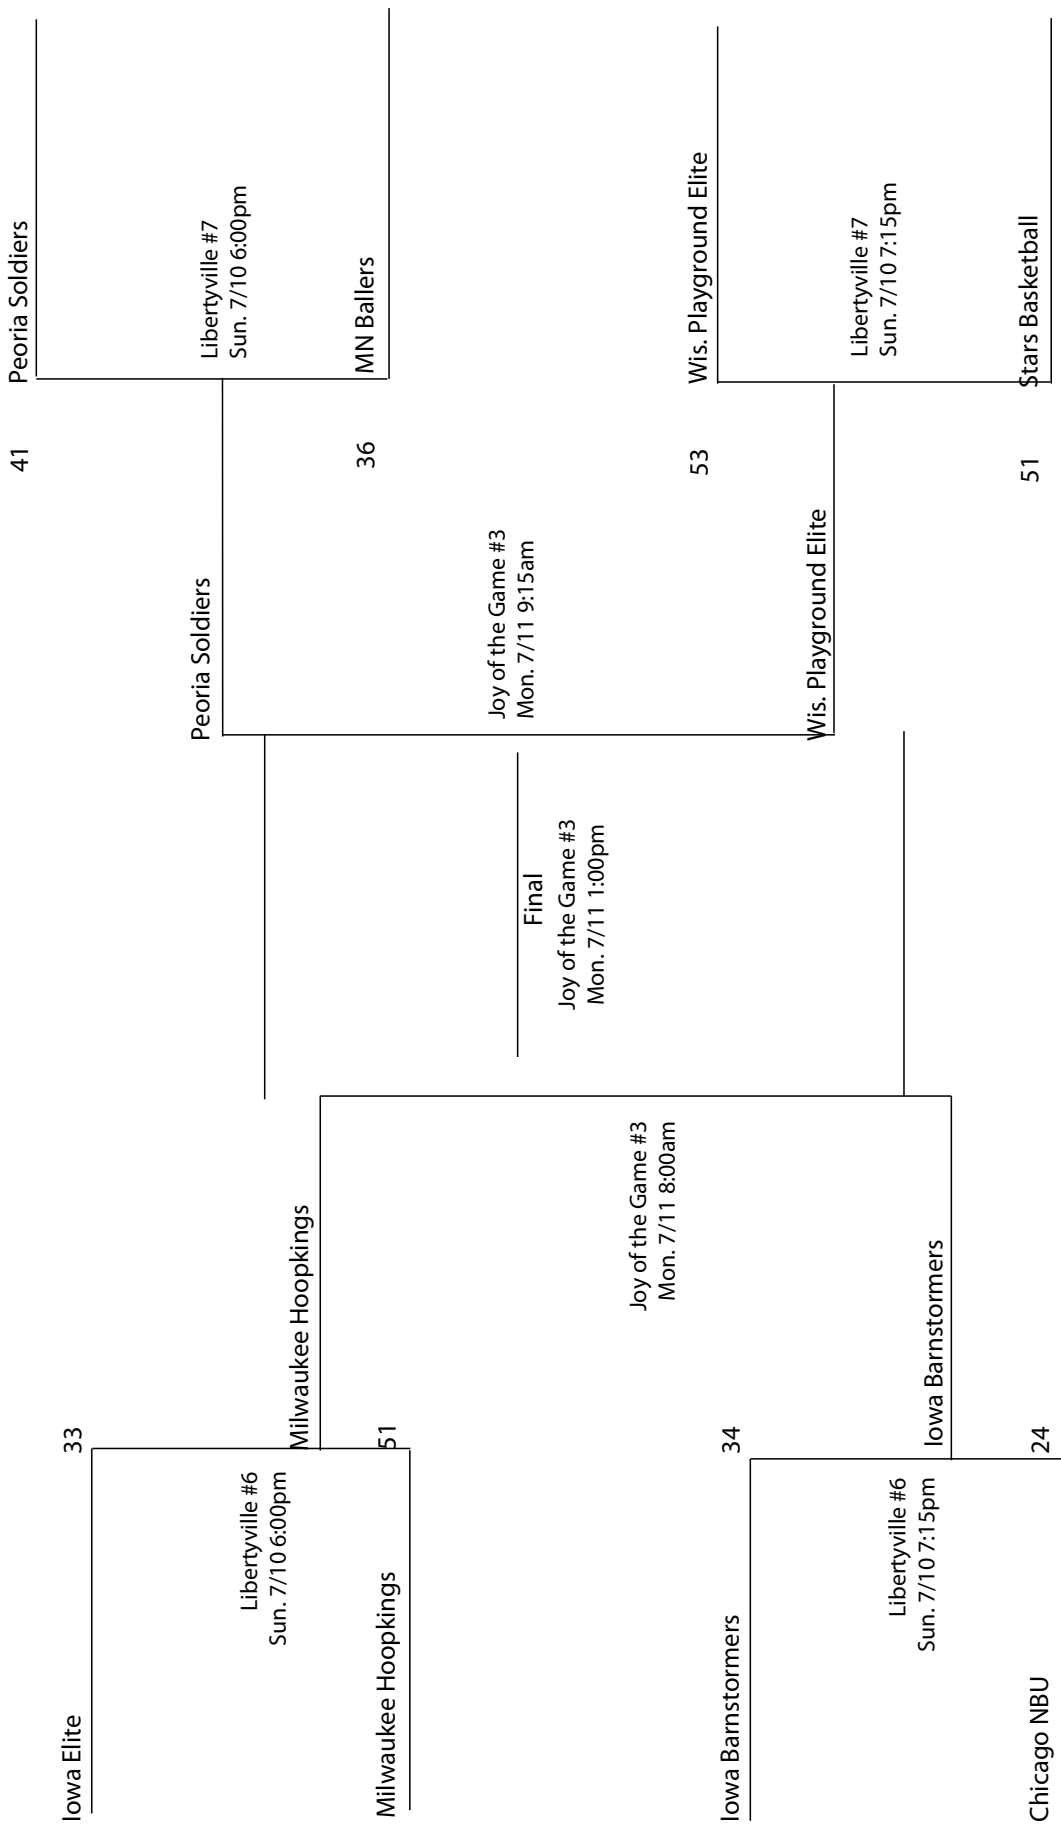 Iowa Elite
33
Libertyville #6
Sun. 7/10 6:00pm
Milwaukee Hoopkings
51
Milwaukee Hoopkings
Iowa Barnstormers
34
Libertyville #6
Sun. 7/10 7:15pm
Chicago NBU
24
Iowa Barnstormers
Joy of the Game #3
Mon. 7/11 8:00am
Final
Joy of the Game #3
Mon. 7/11 1:00pm
Peoria Soldiers
Joy of the Game #3
Mon. 7/11 9:15am
Wis. Playground Elite
41
Peoria Soldiers
Libertyville #7
Sun. 7/10 6:00pm
36
MN Ballers
53
Wis. Playground Elite
Libertyville #7
Sun. 7/10 7:15pm
51
Stars Basketball